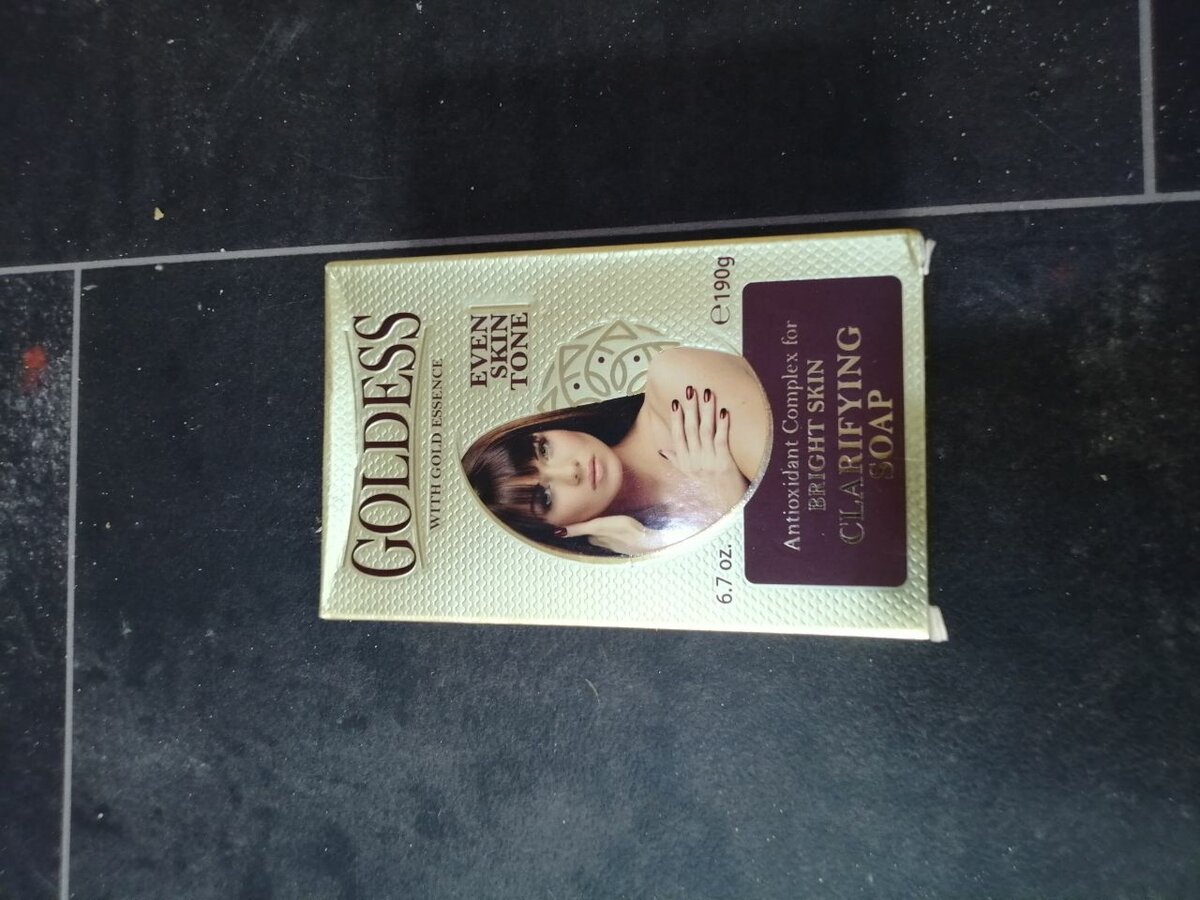 GOLDESS
WITH GOLD ESSENCE
EVEN
SKIN
TONE
6.7 oz.
℮190g
Antioxidant Complex for
BRIGHT SKIN
CLARIFYING
SOAP